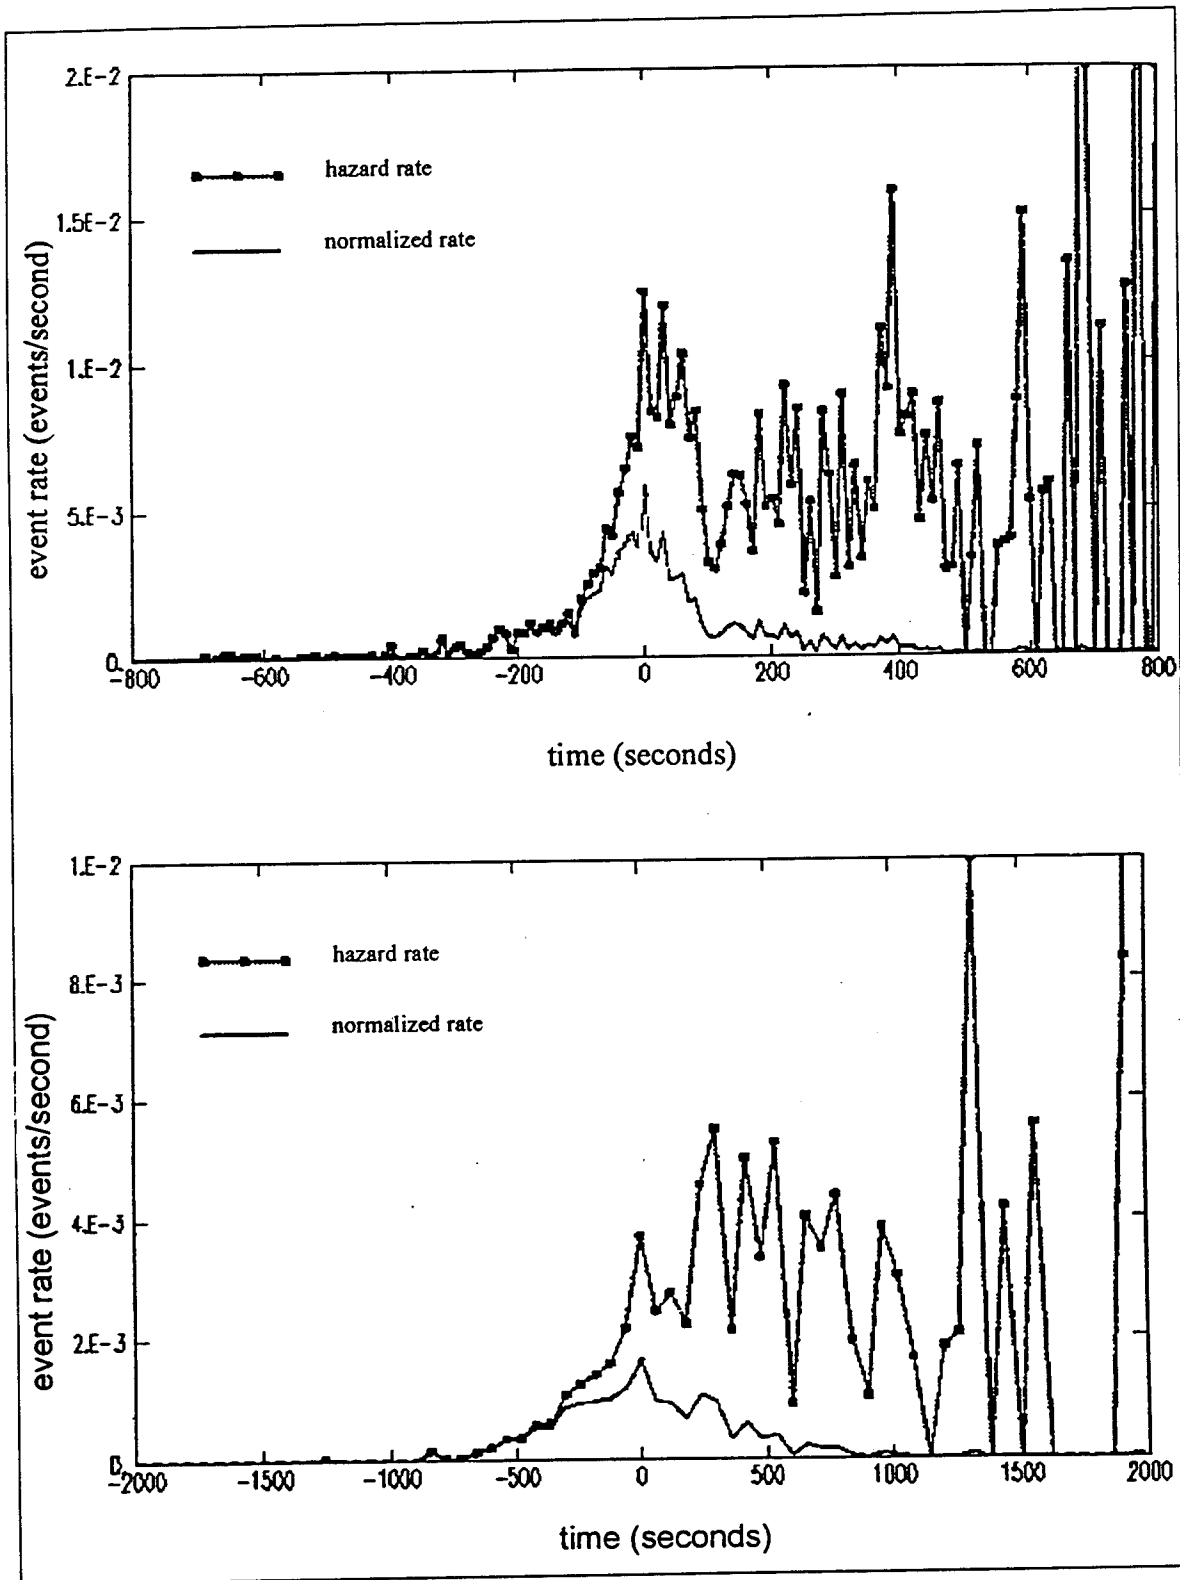 2.E-2
hazard rate
1.5E-2
normalized rate
1.E-2
5.E-3
0.
-800 -600 -400 -200 0 200 400 600 800
event rate (events/second)
time (seconds)
1.E-2
hazard rate
8.E-3
normalized rate
6.E-3
4.E-3
2.E-3
0.
-2000 -1500 -1000 -500 0 500 1000 1500 2000
event rate (events/second)
time (seconds)